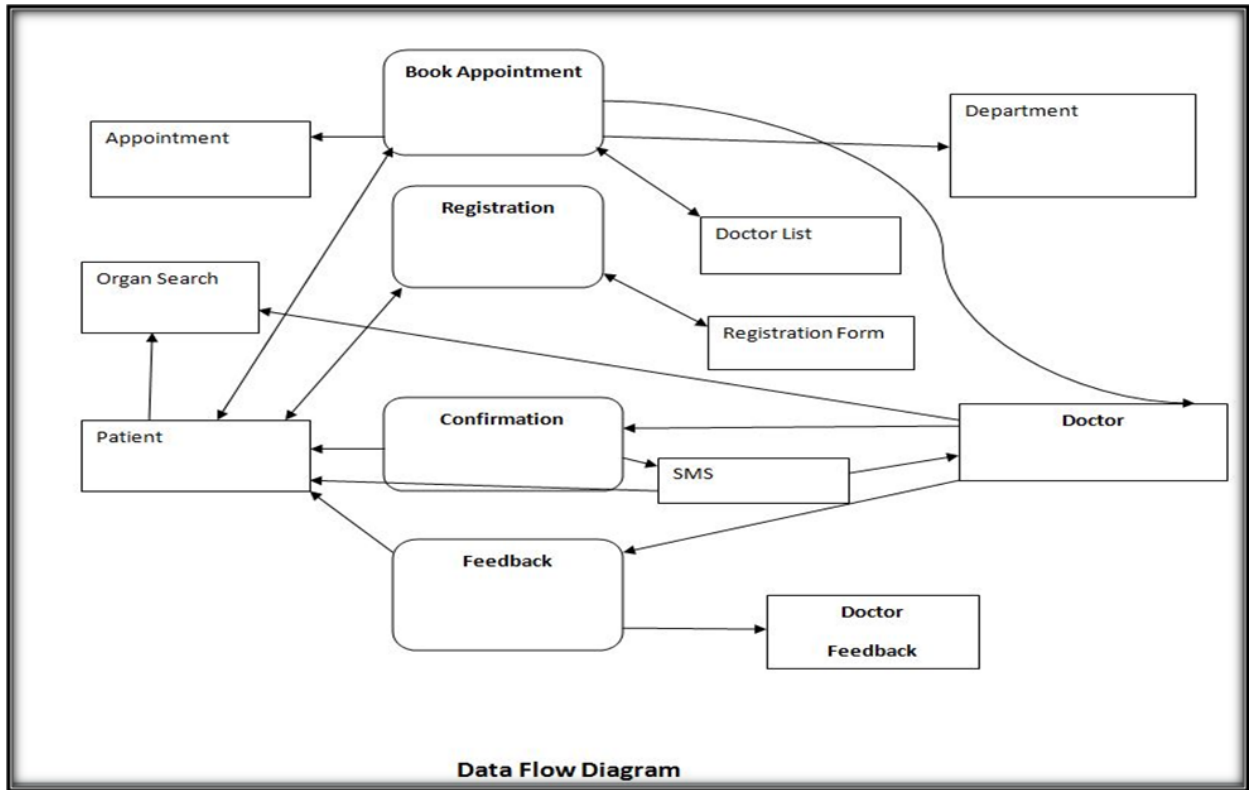 Book Appointment
Appointment
Department
Registration
Doctor List
Organ Search
Registration Form
Confirmation
Patient
Doctor
SMS
Feedback
Doctor
Feedback
Data Flow Diagram